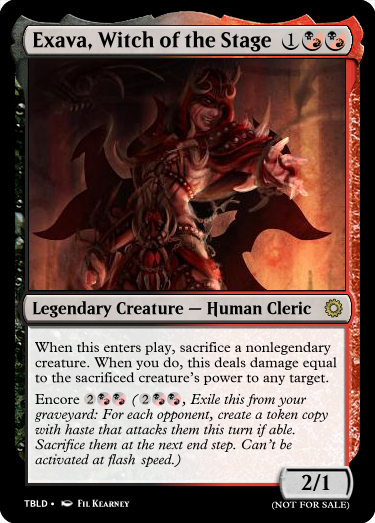 Exava, Witch of the Stage 1
Legendary Creature — Human Cleric
When this enters play, sacrifice a nonlegendary
creature. When you do, this deals damage equal
to the sacrificed creature's power to any target.
Encore 2 ( 2 , Exile this from your
graveyard: For each opponent, create a token copy
with haste that attacks them this turn if able.
Sacrifice them at the next end step. Can't be
activated at flash speed.)
2/1
TBLD • Fil Kearney
(NOT FOR SALE)